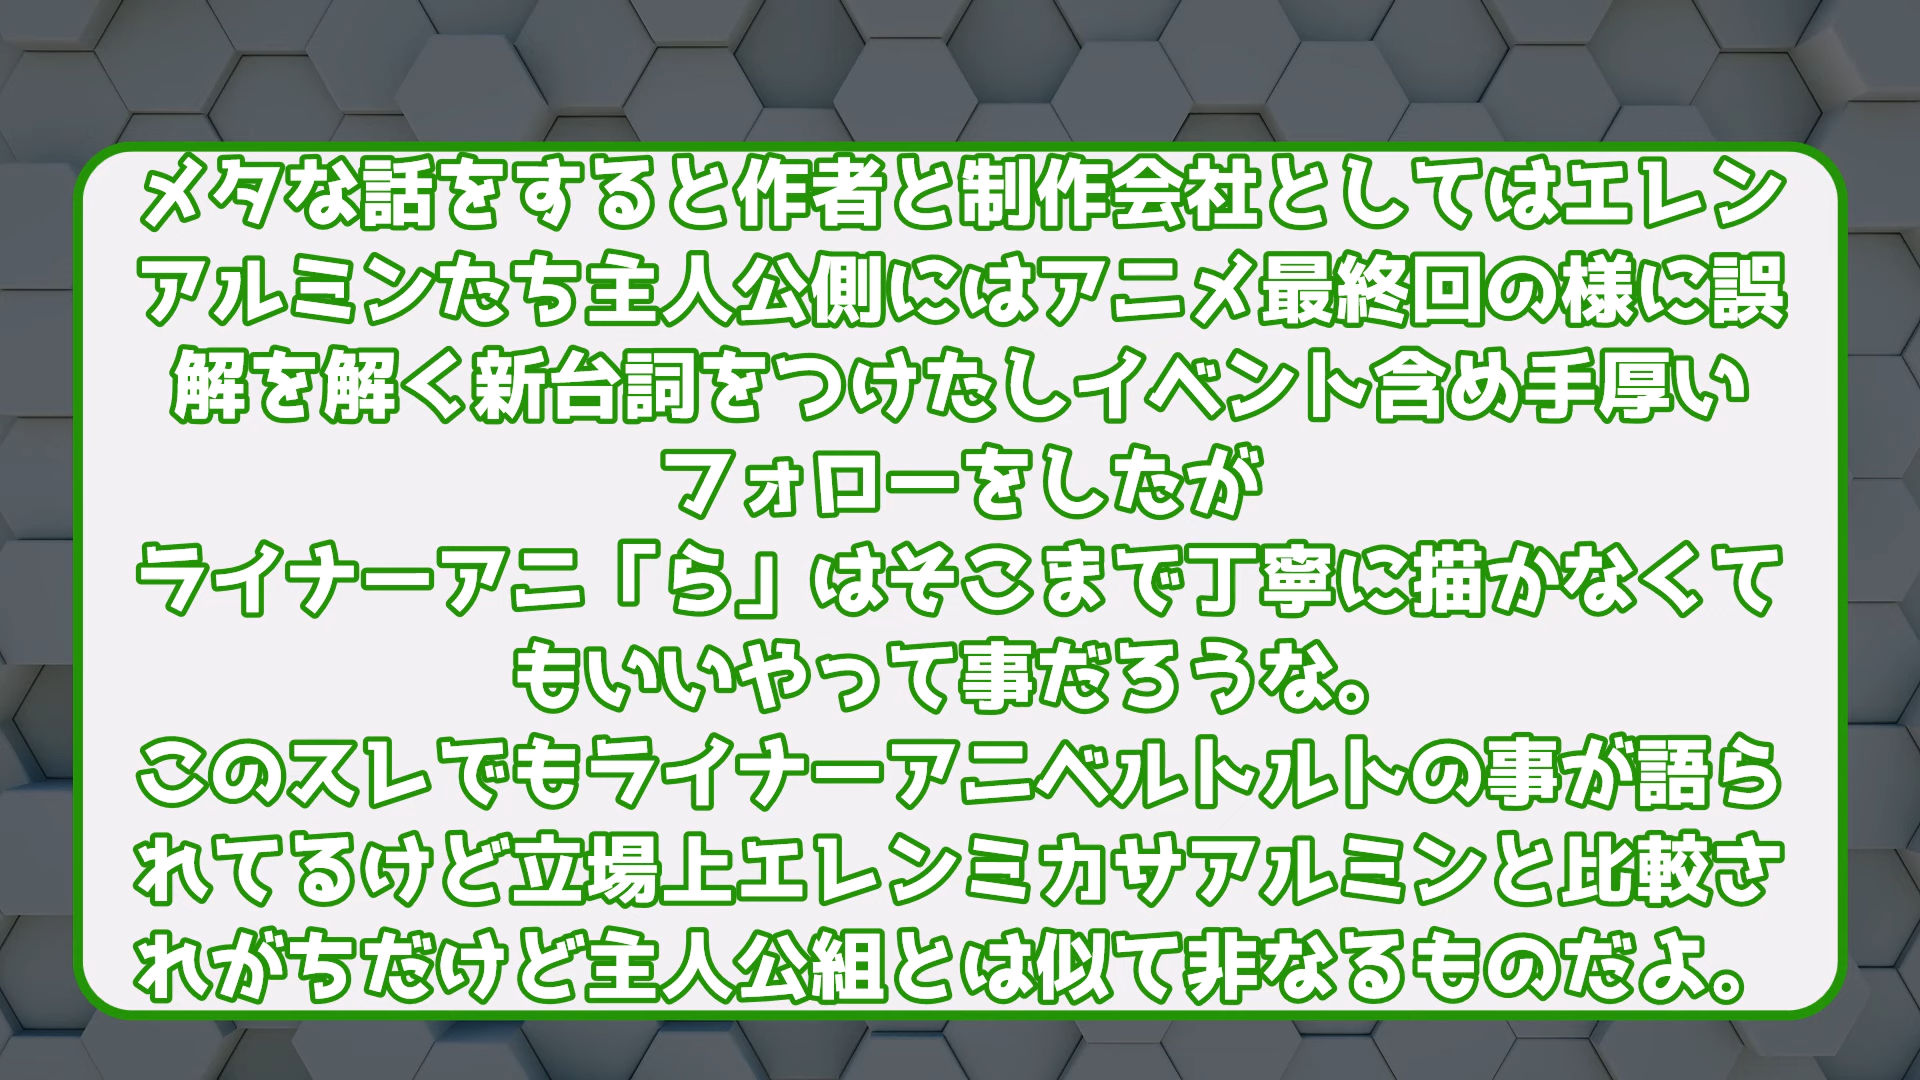 メタな話をすると作者と制作会社としてはエレン
アルミンたち主人公側にはアニメ最終回の様に誤
解を解く新台詞をつけたしイベント含め手厚い
フォローをしたが
ライナーアニ「ら」はそこまで丁寧に描かなくて
もいいやって事だろうな。
このスレでもライナーアニベルトルトの事が語ら
れてるけど立場上エレンミカサアルミンと比較さ
れがちだけど主人公組とは似て非なるものだよ。